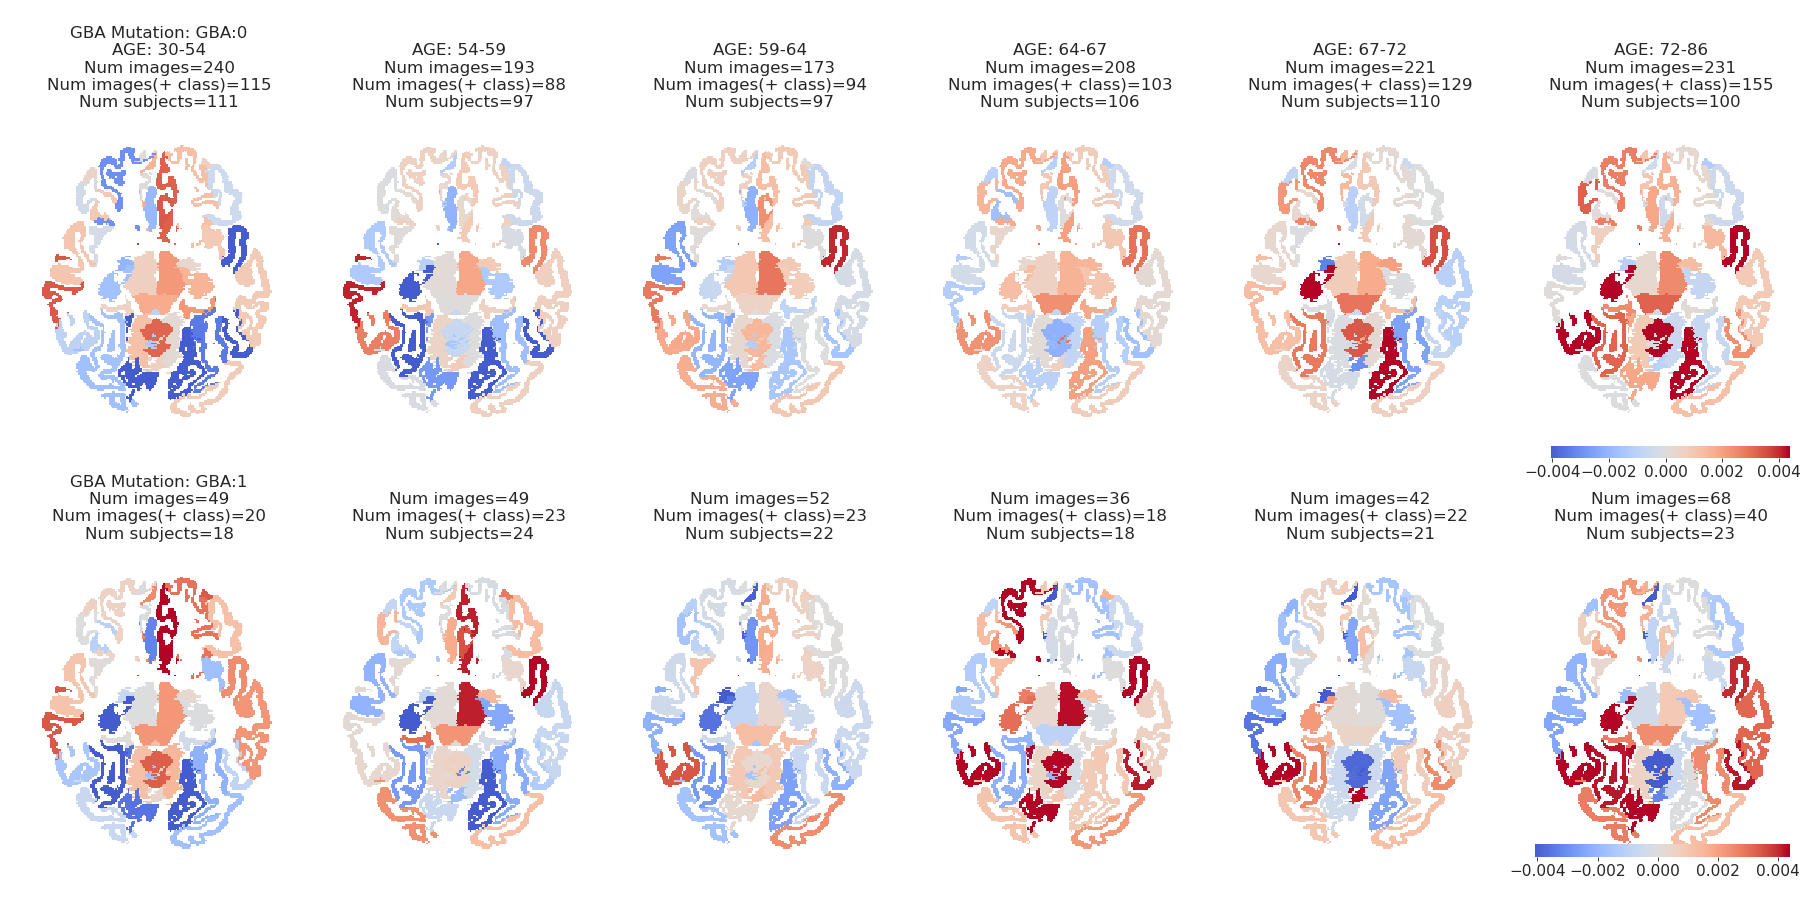 GBA Mutation: GBA:0
AGE: 30-54
Num images=240
Num images(+ class)=115
Num subjects=111
AGE: 54-59
Num images=193
Num images(+ class)=88
Num subjects=97
AGE: 59-64
Num images=173
Num images(+ class)=94
Num subjects=97
AGE: 64-67
Num images=208
Num images(+ class)=103
Num subjects=106
AGE: 67-72
Num images=221
Num images(+ class)=129
Num subjects=110
AGE: 72-86
Num images=231
Num images(+ class)=155
Num subjects=100
−0.004 −0.002 0.000 0.002 0.004
GBA Mutation: GBA:1
Num images=49
Num images(+ class)=20
Num subjects=18
Num images=49
Num images(+ class)=23
Num subjects=24
Num images=52
Num images(+ class)=23
Num subjects=22
Num images=36
Num images(+ class)=18
Num subjects=18
Num images=42
Num images(+ class)=22
Num subjects=21
Num images=68
Num images(+ class)=40
Num subjects=23
−0.004 −0.002 0.000 0.002 0.004